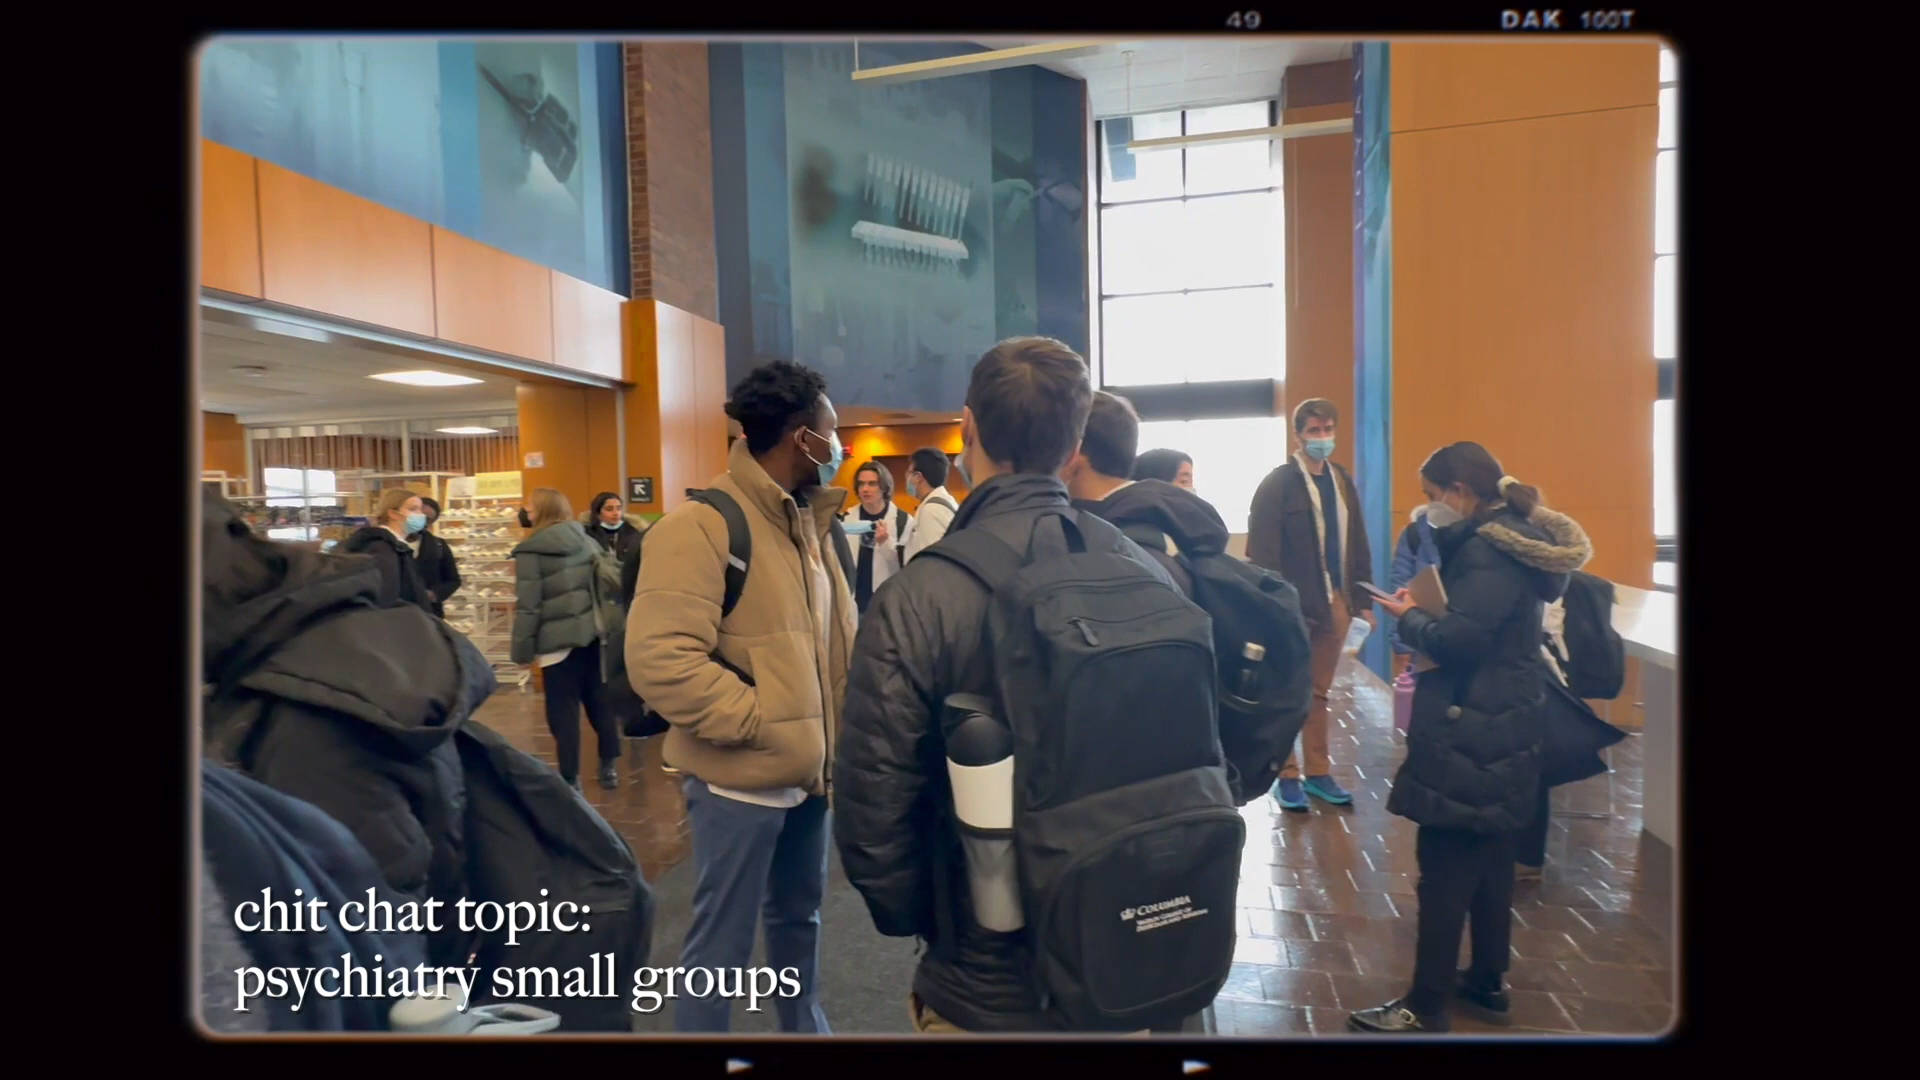 49
DAK 100T
COLUMBIA
chit chat topic:
psychiatry small groups